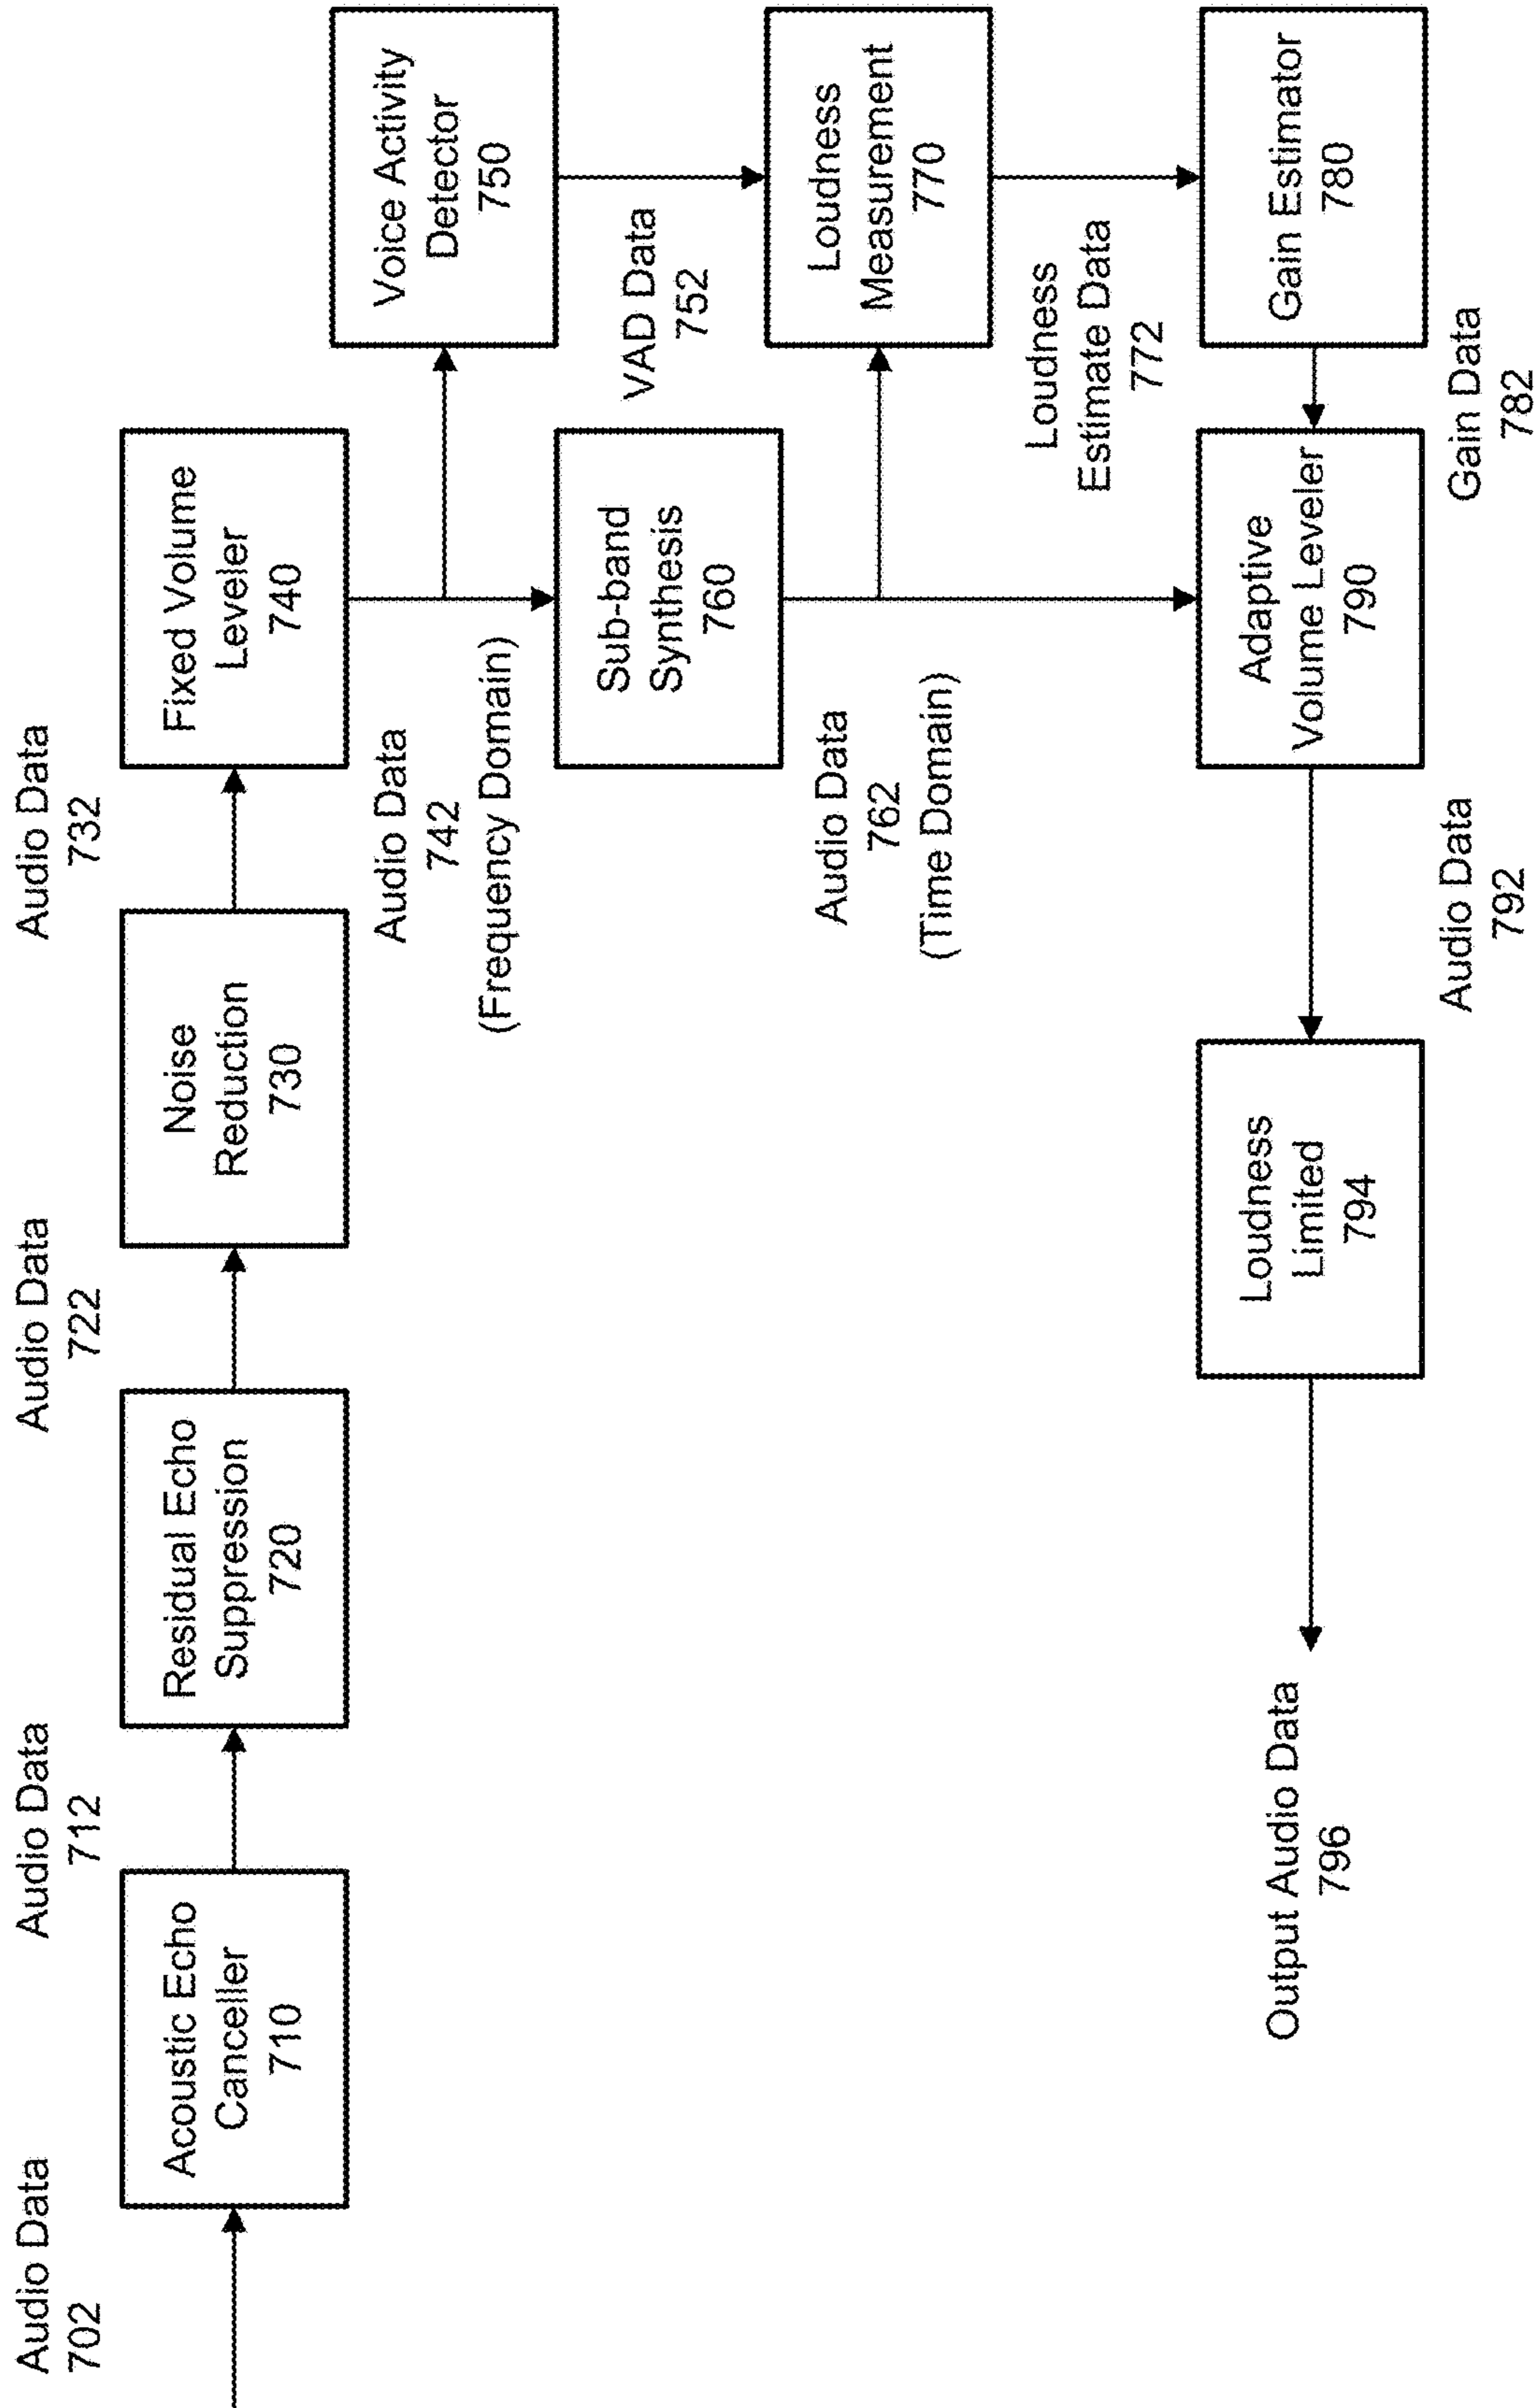 Audio Data
702
Acoustic Echo
Canceller
710
Audio Data
712
Residual Echo
Suppression
720
Audio Data
722
Noise
Reduction
730
Audio Data
732
Fixed Volume
Leveler
740
Audio Data
742
(Frequency Domain)
Voice Activity
Detector
750
VAD Data
752
Sub-band
Synthesis
760
Audio Data
762
(Time Domain)
Loudness
Measurement
770
Loudness
Estimate Data
772
Gain Estimator
780
Gain Data
782
Adaptive
Volume Leveler
790
Audio Data
792
Loudness
Limited
794
Output Audio Data
796